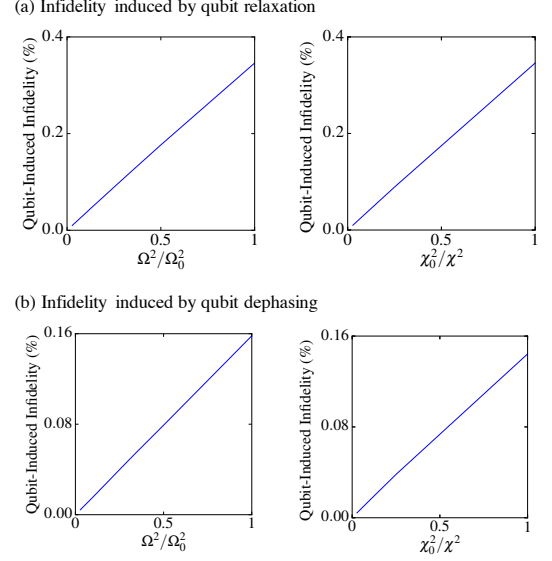 (a) Infidelity induced by qubit relaxation
Qubit-Induced Infidelity (%)
0.4
0.2
0.0
0 0.5 1
Ω²/Ω₀²
Qubit-Induced Infidelity (%)
0.4
0.2
0.0
0 0.5 1
χ₀²/χ²
(b) Infidelity induced by qubit dephasing
Qubit-Induced Infidelity (%)
0.16
0.08
0.00
0 0.5 1
Ω²/Ω₀²
Qubit-Induced Infidelity (%)
0.16
0.08
0.00
0 0.5 1
χ₀²/χ²